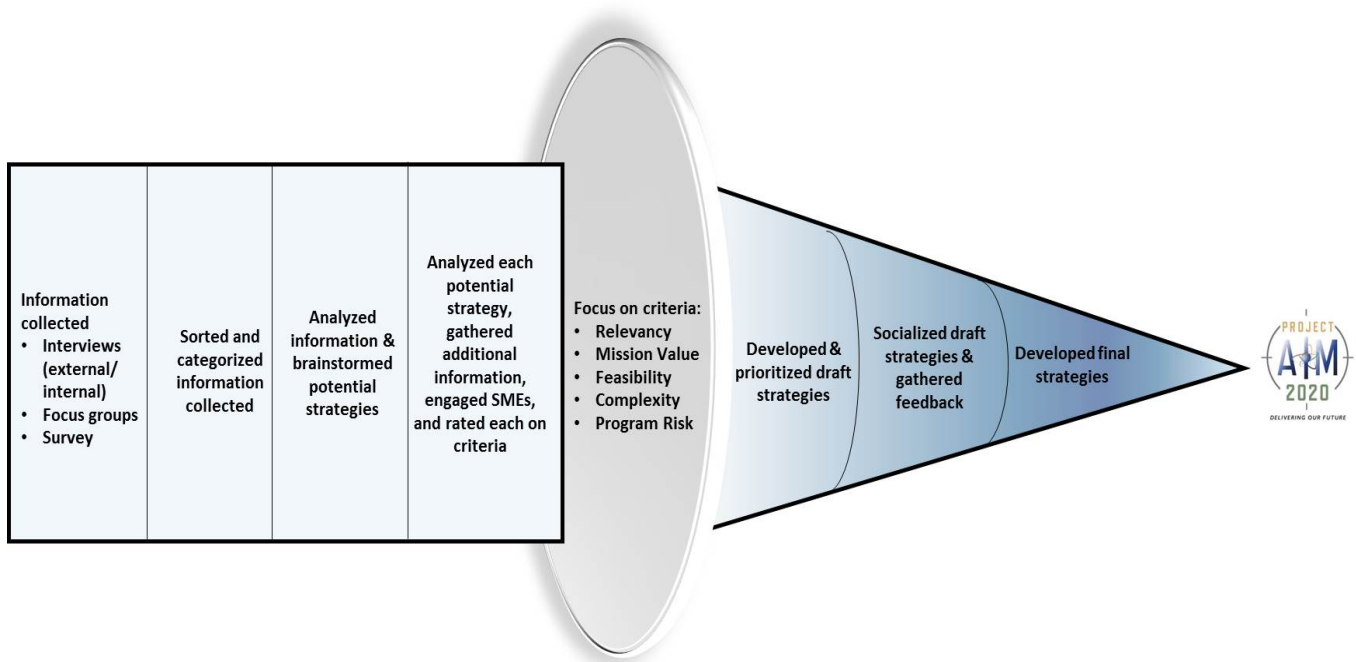 Information
collected
• Interviews
(external/
internal)
• Focus groups
• Survey
Sorted and
categorized
information
collected
Analyzed
information &
brainstormed
potential
strategies
Analyzed each
potential
strategy,
gathered
additional
information,
engaged SMEs,
and rated each on
criteria
Focus on criteria:
• Relevancy
• Mission Value
• Feasibility
• Complexity
• Program Risk
Developed &
prioritized draft
strategies
Socialized draft
strategies &
gathered
feedback
Developed final
strategies
PROJECT
AIM
2020
DELIVERING OUR FUTURE